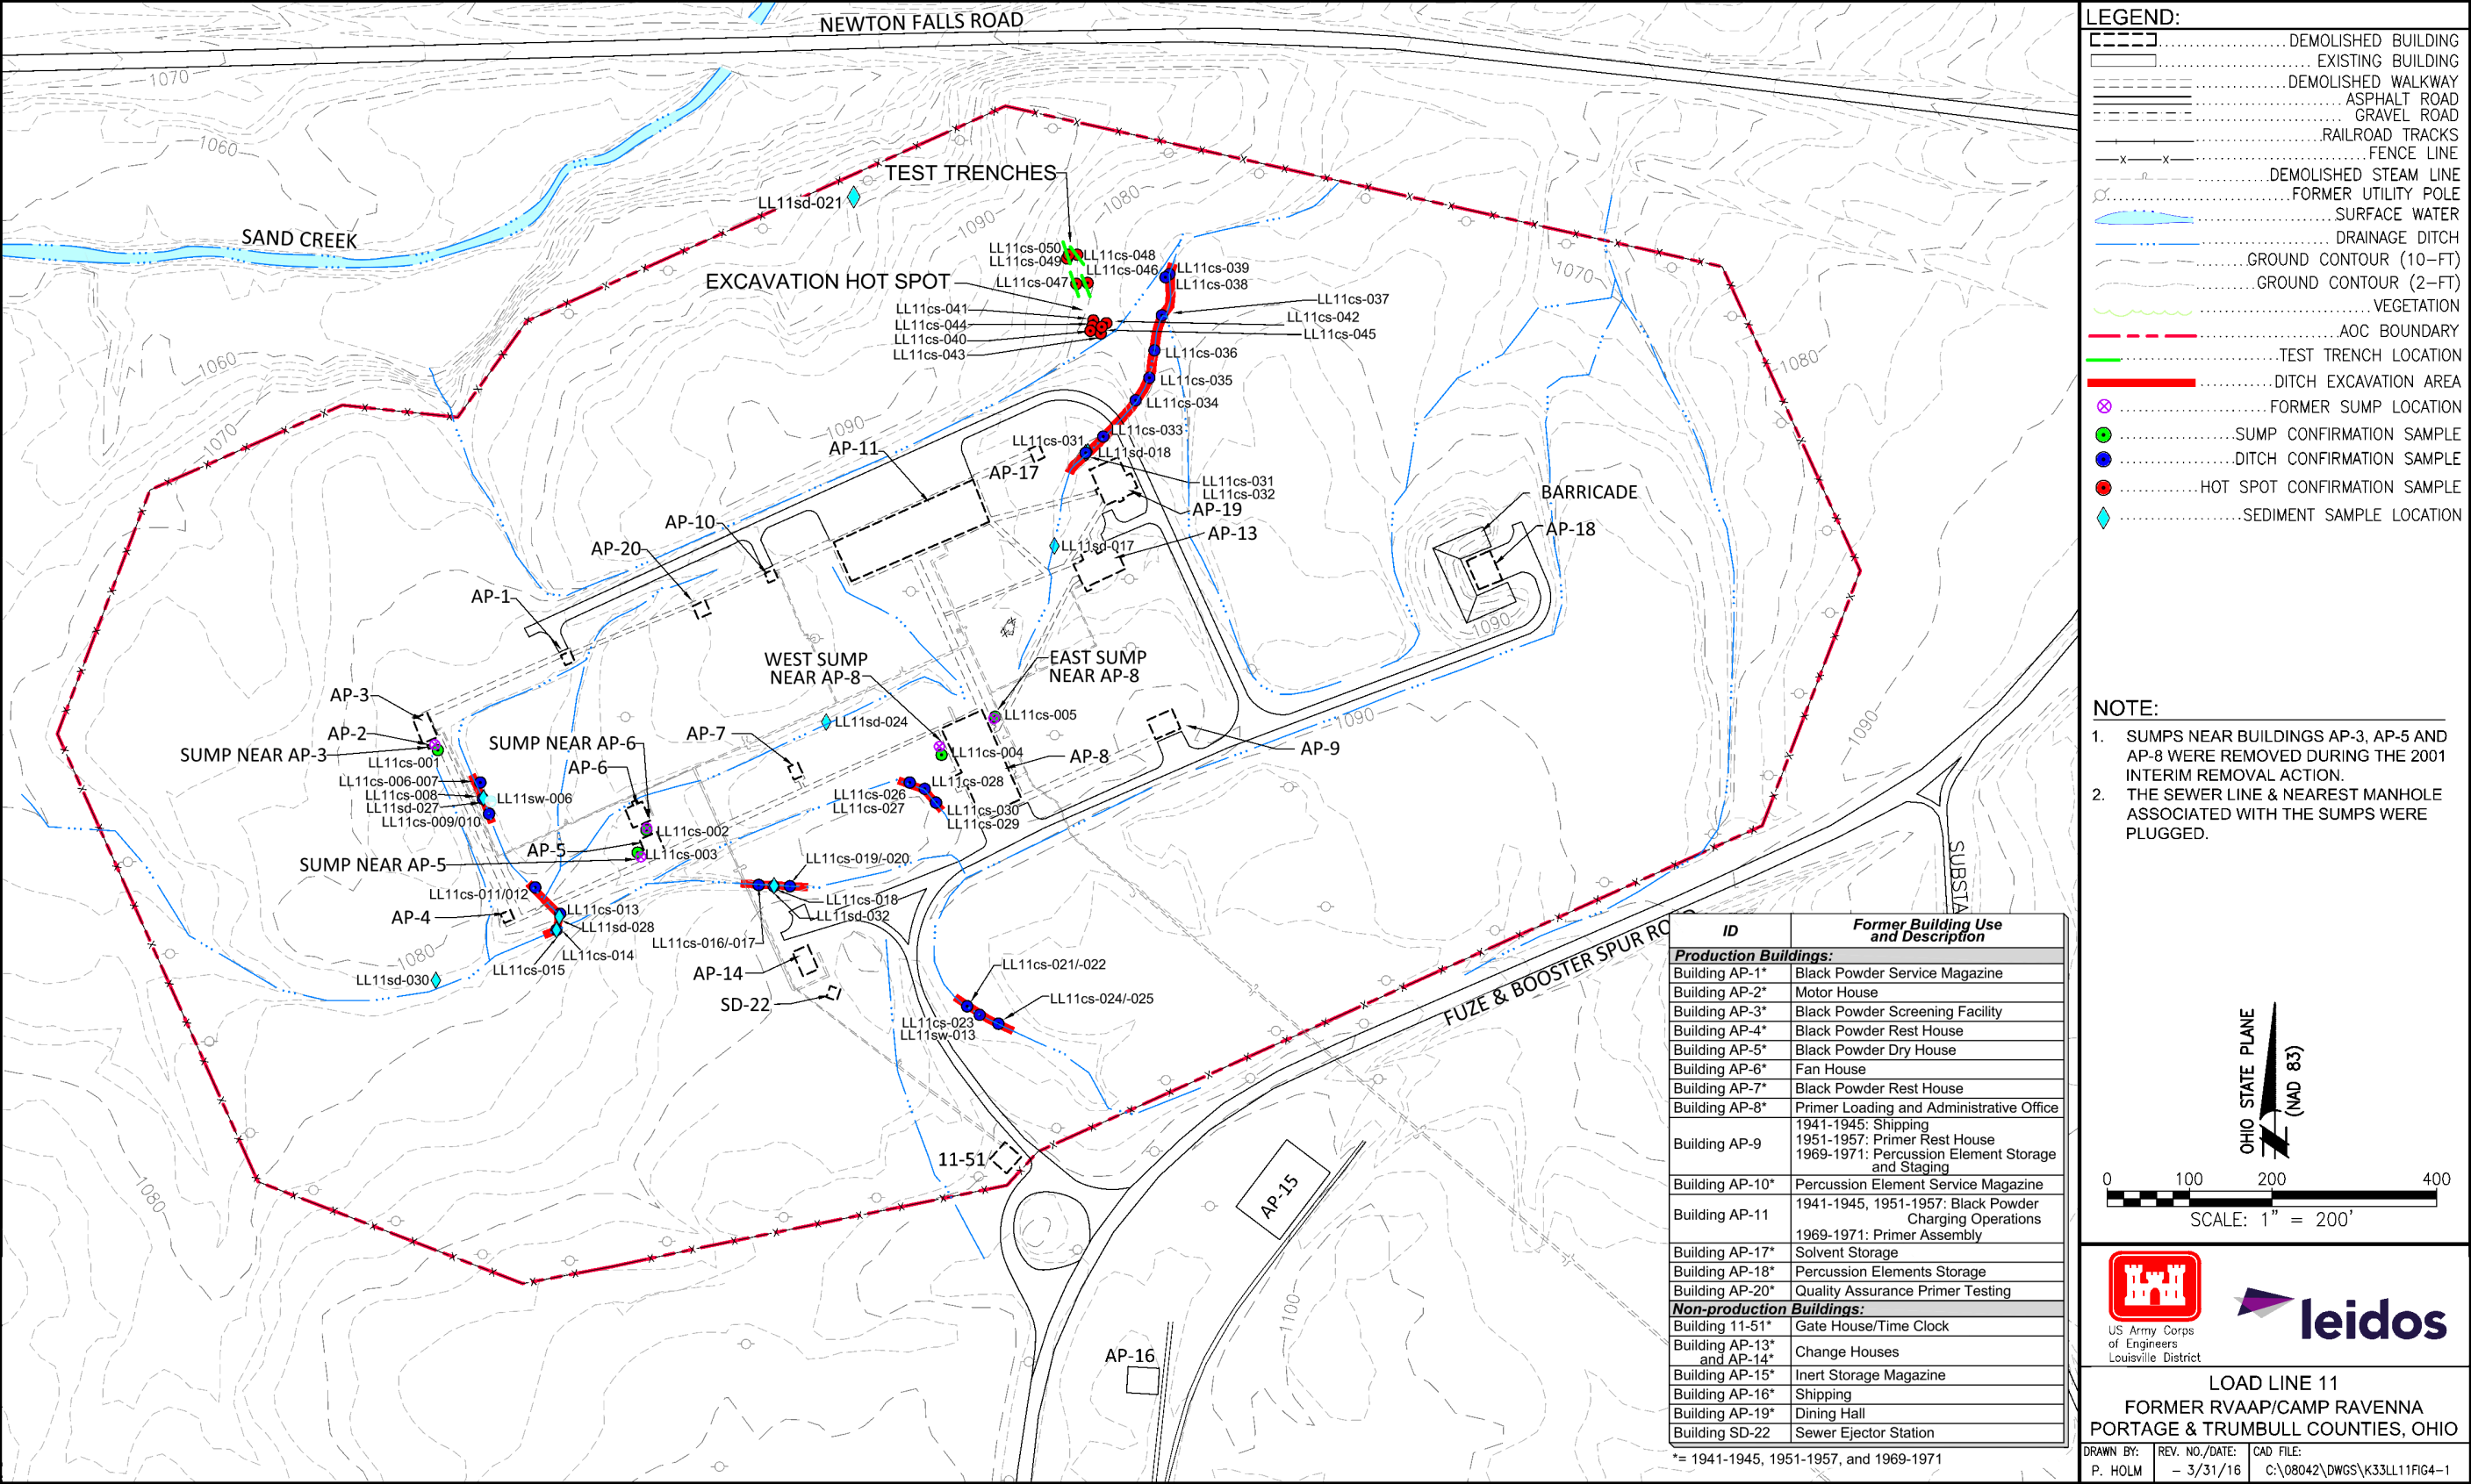 NEWTON FALLS ROAD
1070
1060
SAND CREEK
TEST TRENCHES
LL11sd-021
1080
1090
LL11cs-050
LL11cs-049
LL11cs-048
LL11cs-046
LL11cs-047
EXCAVATION HOT SPOT
LL11cs-039
LL11cs-038
LL11cs-037
LL11cs-042
LL11cs-045
LL11cs-041
LL11cs-044
LL11cs-040
LL11cs-043
1070
1080
LL11cs-036
LL11cs-035
LL11cs-034
1060
1070
1090
LL11cs-033
LL11cs-031
LL11sd-018
AP-11
AP-17
LL11cs-031
LL11cs-032
AP-19
AP-13
BARRICADE
AP-18
AP-10
AP-20
LL11sd-017
AP-1
1090
WEST SUMP
NEAR AP-8
EAST SUMP
NEAR AP-8
AP-3
AP-2
SUMP NEAR AP-3
LL11cs-001
LL11sd-024
LL11cs-005
1090
1090
SUMP NEAR AP-6
AP-6
AP-7
LL11cs-004
AP-8
AP-9
LL11cs-006-007
LL11cs-008
LL11sd-027
LL11cs-009/010
LL11sw-006
LL11cs-028
LL11cs-026
LL11cs-027
LL11cs-030
LL11cs-029
LL11cs-002
AP-5
LL11cs-003
SUMP NEAR AP-5
LL11cs-019/-020
LL11cs-011/012
LL11cs-013
LL11sd-028
AP-4
LL11cs-018
LL11sd-032
LL11cs-016/-017
LL11cs-014
LL11cs-015
1080
LL11sd-030
AP-14
SD-22
LL11cs-021/-022
LL11cs-024/-025
LL11cs-023
LL11sw-013
SUBSTA
FUZE & BOOSTER SPUR RO
11-51
1080
AP-15
1100
AP-16
ID Former Building Use
and Description
Production Buildings:
Building AP-1* Black Powder Service Magazine
Building AP-2* Motor House
Building AP-3* Black Powder Screening Facility
Building AP-4* Black Powder Rest House
Building AP-5* Black Powder Dry House
Building AP-6* Fan House
Building AP-7* Black Powder Rest House
Building AP-8* Primer Loading and Administrative Office
Building AP-9 1941-1945: Shipping
1951-1957: Primer Rest House
1969-1971: Percussion Element Storage
and Staging
Building AP-10* Percussion Element Service Magazine
Building AP-11 1941-1945, 1951-1957: Black Powder
Charging Operations
1969-1971: Primer Assembly
Building AP-17* Solvent Storage
Building AP-18* Percussion Elements Storage
Building AP-20* Quality Assurance Primer Testing
Non-production Buildings:
Building 11-51* Gate House/Time Clock
Building AP-13*
and AP-14* Change Houses
Building AP-15* Inert Storage Magazine
Building AP-16* Shipping
Building AP-19* Dining Hall
Building SD-22 Sewer Ejector Station
*= 1941-1945, 1951-1957, and 1969-1971
LEGEND:
DEMOLISHED BUILDING
EXISTING BUILDING
DEMOLISHED WALKWAY
ASPHALT ROAD
GRAVEL ROAD
RAILROAD TRACKS
FENCE LINE
DEMOLISHED STEAM LINE
FORMER UTILITY POLE
SURFACE WATER
DRAINAGE DITCH
GROUND CONTOUR (10-FT)
GROUND CONTOUR (2-FT)
VEGETATION
AOC BOUNDARY
TEST TRENCH LOCATION
DITCH EXCAVATION AREA
FORMER SUMP LOCATION
SUMP CONFIRMATION SAMPLE
DITCH CONFIRMATION SAMPLE
HOT SPOT CONFIRMATION SAMPLE
SEDIMENT SAMPLE LOCATION
NOTE:
1. SUMPS NEAR BUILDINGS AP-3, AP-5 AND
AP-8 WERE REMOVED DURING THE 2001
INTERIM REMOVAL ACTION.
2. THE SEWER LINE & NEAREST MANHOLE
ASSOCIATED WITH THE SUMPS WERE
PLUGGED.
OHIO STATE PLANE
(NAD 83)
0 100 200 400
SCALE: 1" = 200'
US Army Corps
of Engineers
Louisville District
leidos
LOAD LINE 11
FORMER RVAAP/CAMP RAVENNA
PORTAGE & TRUMBULL COUNTIES, OHIO
DRAWN BY: REV. NO./DATE: CAD FILE:
P. HOLM - 3/31/16 C:\08042\DWGS\K33LL11FIG4-1